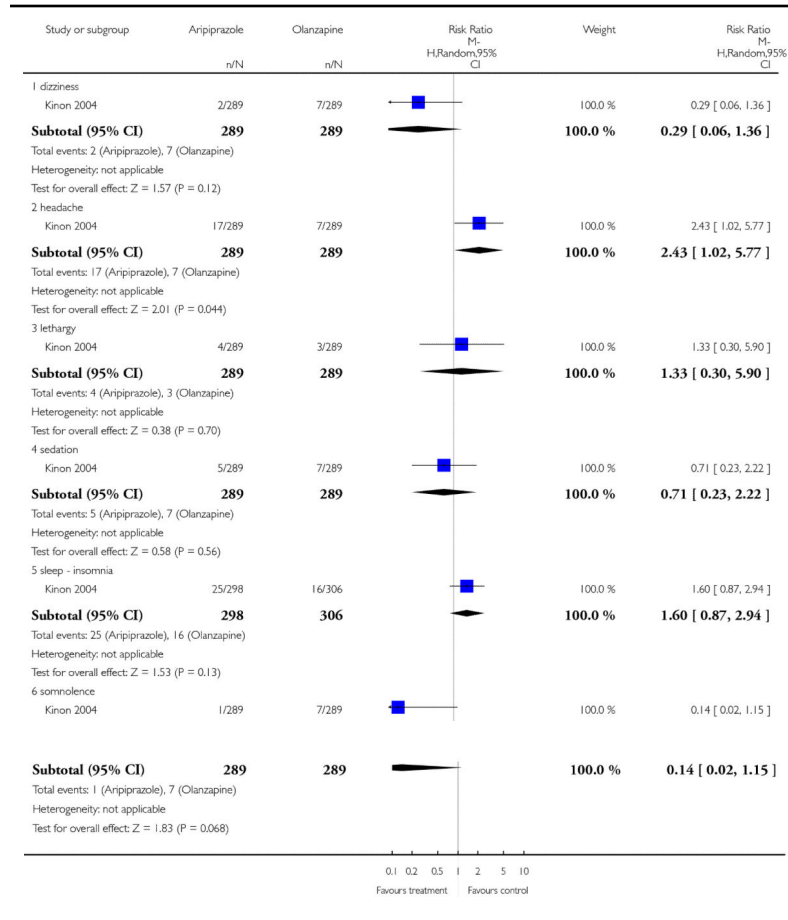 Study or subgroup Aripiprazole Olanzapine Risk Ratio Weight Risk Ratio
M- M-
H,Random,95% H,Random,95%
n/N n/N CI CI
1 dizziness
Kinon 2004 2/289 7/289 100.0 % 0.29 [ 0.06, 1.36 ]
Subtotal (95% CI) 289 289 100.0 % 0.29 [ 0.06, 1.36 ]
Total events: 2 (Aripiprazole), 7 (Olanzapine)
Heterogeneity: not applicable
Test for overall effect: Z = 1.57 (P = 0.12)
2 headache
Kinon 2004 17/289 7/289 100.0 % 2.43 [ 1.02, 5.77 ]
Subtotal (95% CI) 289 289 100.0 % 2.43 [ 1.02, 5.77 ]
Total events: 17 (Aripiprazole), 7 (Olanzapine)
Heterogeneity: not applicable
Test for overall effect: Z = 2.01 (P = 0.044)
3 lethargy
Kinon 2004 4/289 3/289 100.0 % 1.33 [ 0.30, 5.90 ]
Subtotal (95% CI) 289 289 100.0 % 1.33 [ 0.30, 5.90 ]
Total events: 4 (Aripiprazole), 3 (Olanzapine)
Heterogeneity: not applicable
Test for overall effect: Z = 0.38 (P = 0.70)
4 sedation
Kinon 2004 5/289 7/289 100.0 % 0.71 [ 0.23, 2.22 ]
Subtotal (95% CI) 289 289 100.0 % 0.71 [ 0.23, 2.22 ]
Total events: 5 (Aripiprazole), 7 (Olanzapine)
Heterogeneity: not applicable
Test for overall effect: Z = 0.58 (P = 0.56)
5 sleep - insomnia
Kinon 2004 25/298 16/306 100.0 % 1.60 [ 0.87, 2.94 ]
Subtotal (95% CI) 298 306 100.0 % 1.60 [ 0.87, 2.94 ]
Total events: 25 (Aripiprazole), 16 (Olanzapine)
Heterogeneity: not applicable
Test for overall effect: Z = 1.53 (P = 0.13)
6 somnolence
Kinon 2004 1/289 7/289 100.0 % 0.14 [ 0.02, 1.15 ]
Subtotal (95% CI) 289 289 100.0 % 0.14 [ 0.02, 1.15 ]
Total events: 1 (Aripiprazole), 7 (Olanzapine)
Heterogeneity: not applicable
Test for overall effect: Z = 1.83 (P = 0.068)
0.1 0.2 0.5 1 2 5 10
Favours treatment Favours control